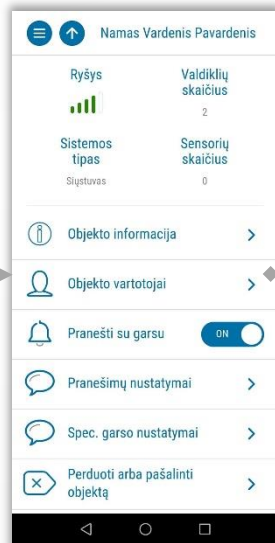 Namas Vardenis Pavardenis
Ryšys
Valdiklių
skaičius
2
Sistemos
tipas
Siųstuvas
Sensorių
skaičius
0
Objekto informacija
Objekto vartotojai
Pranešti su garsu
ON
Pranešimų nustatymai
Spec. garso nustatymai
Perduoti arba pašalinti
objektą